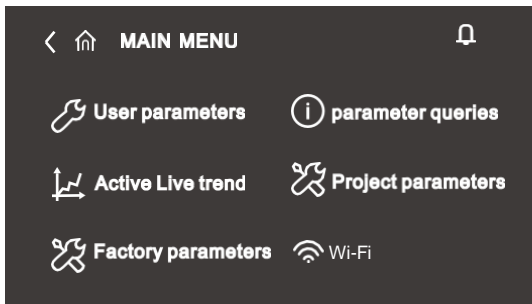 MAIN MENU
User parameters
parameter queries
Active Live trend
Project parameters
Factory parameters
Wi-Fi